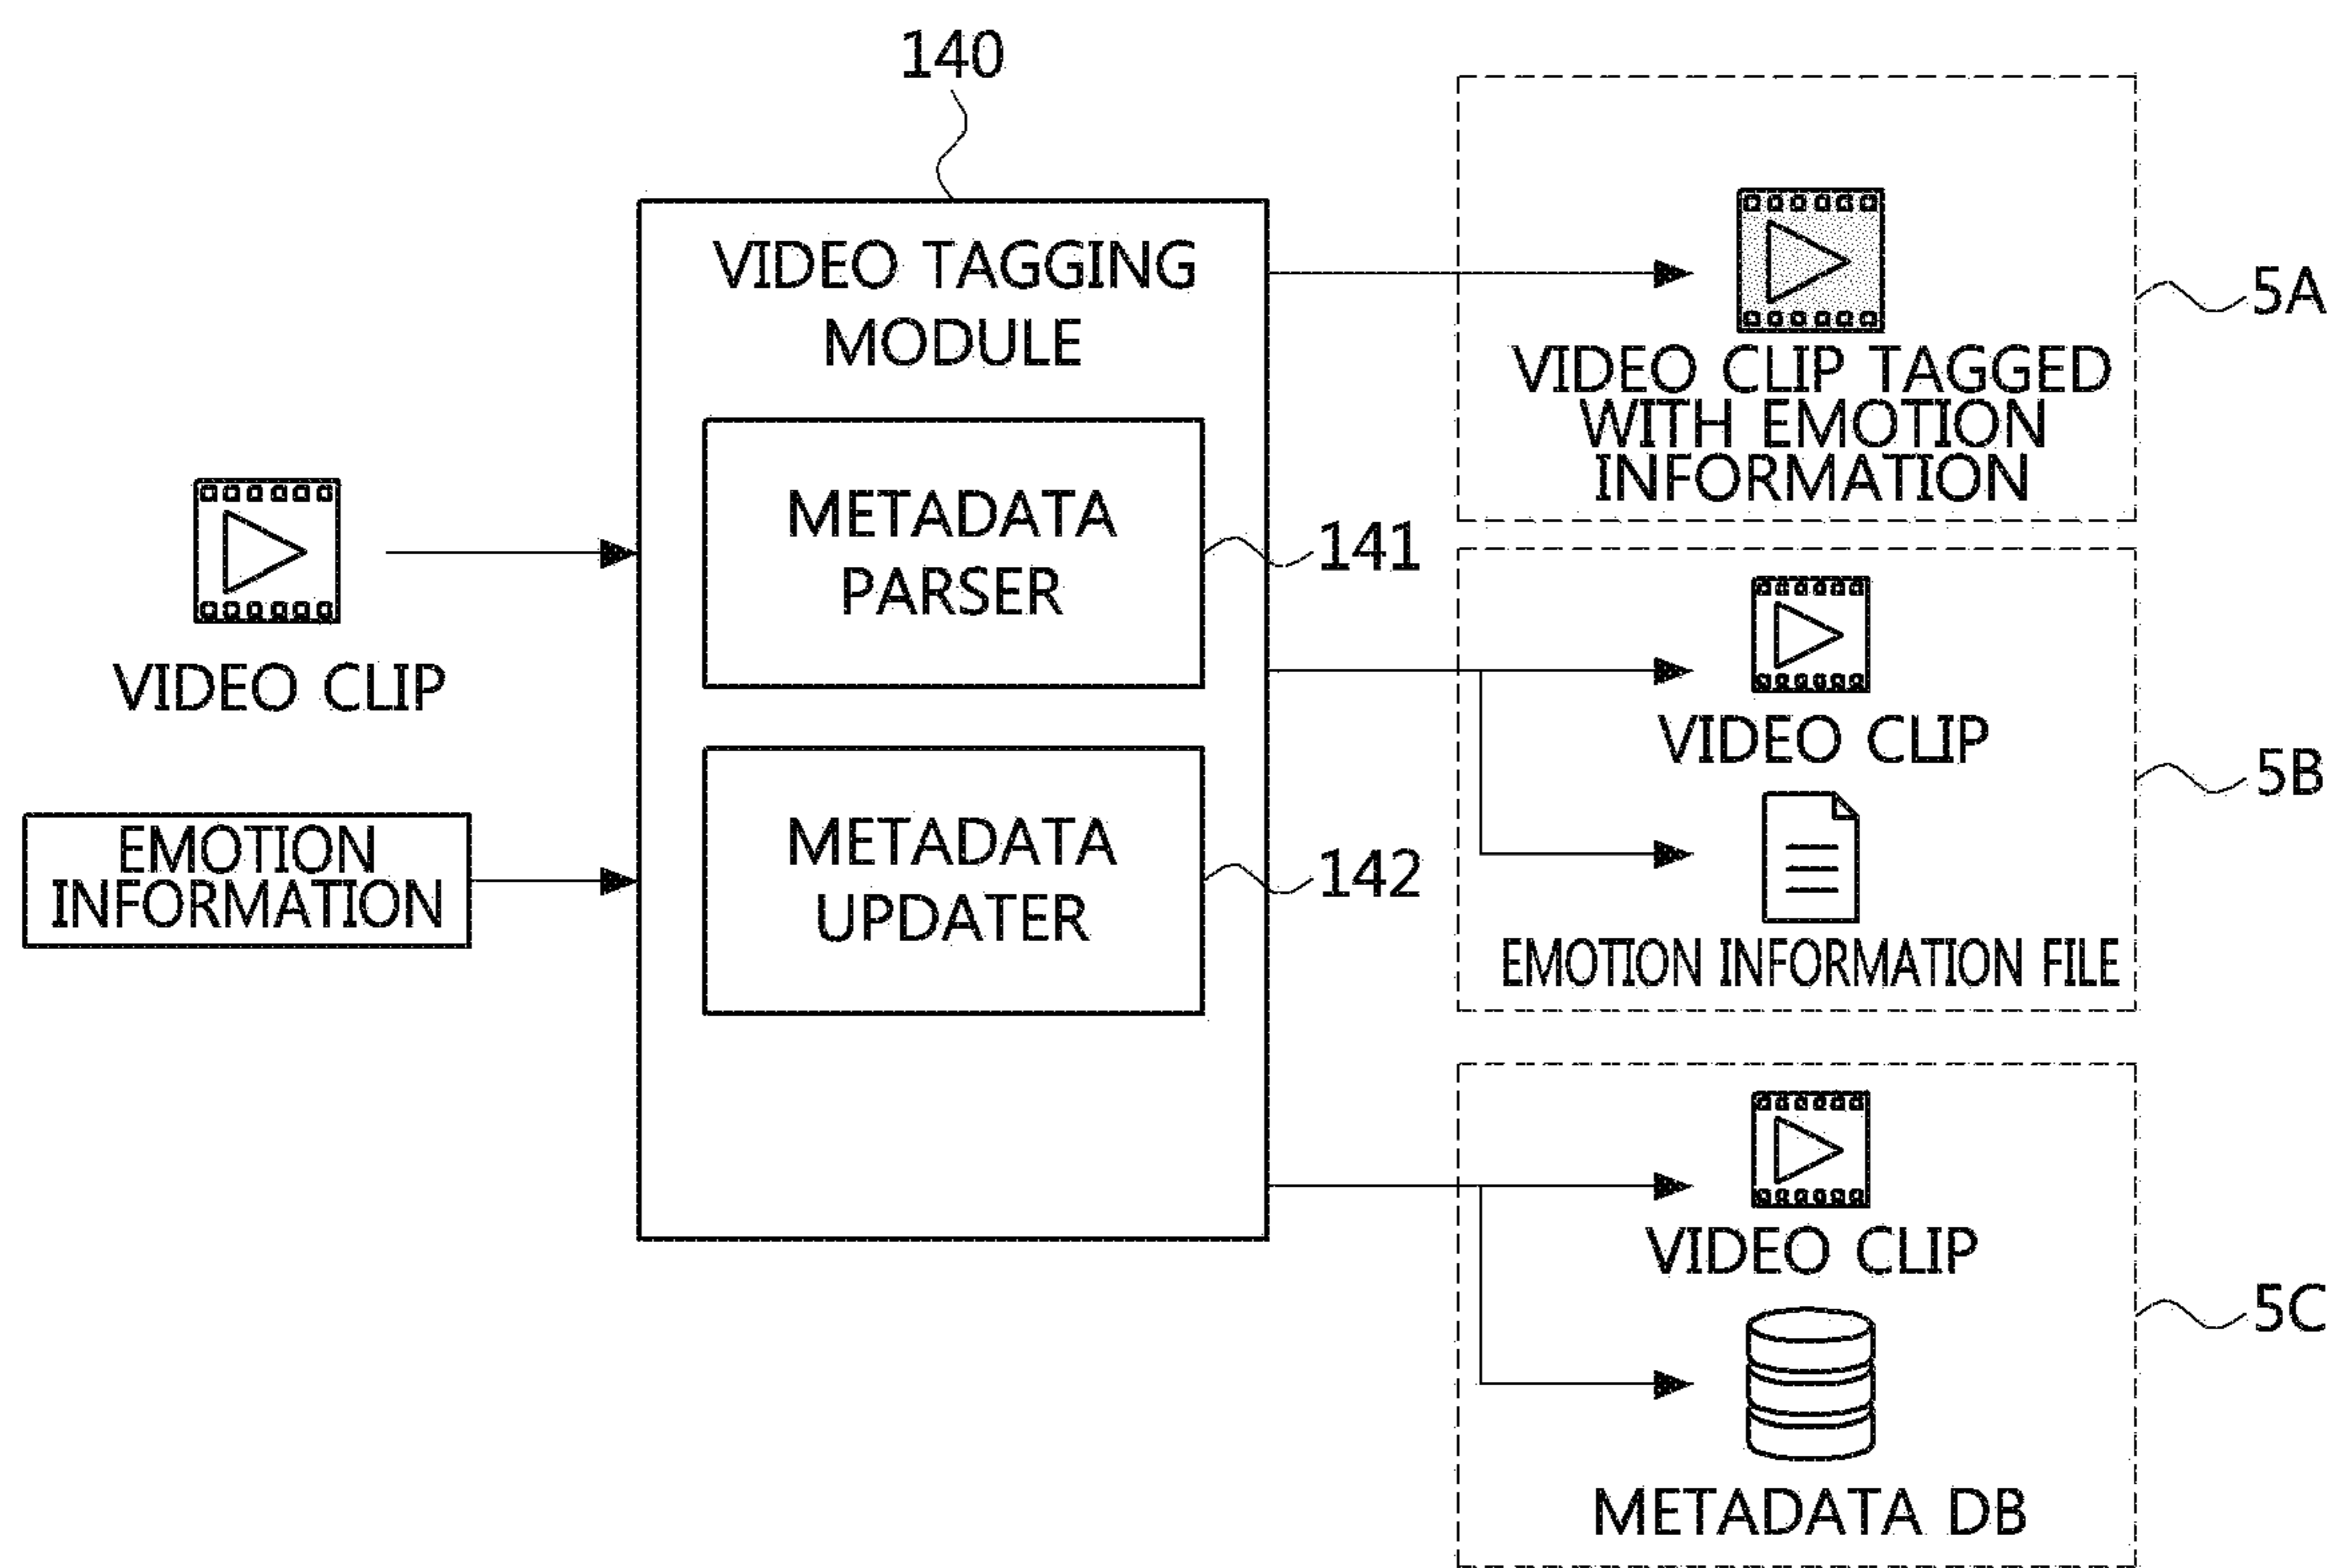 140
VIDEO TAGGING
MODULE
METADATA
PARSER
141
METADATA
UPDATER
142
VIDEO CLIP
EMOTION
INFORMATION
VIDEO CLIP TAGGED
WITH EMOTION
INFORMATION
5A
VIDEO CLIP
EMOTION INFORMATION FILE
5B
VIDEO CLIP
METADATA DB
5C